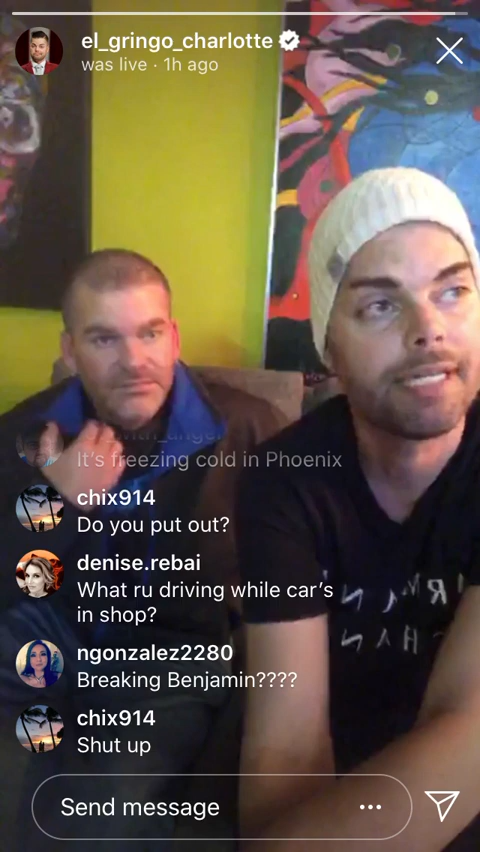 el_gringo_charlotte
was live · 1h ago
It's freezing cold in Phoenix
chix914
Do you put out?
denise.rebai
What ru driving while car's
in shop?
ngonzalez2280
Breaking Benjamin????
chix914
Shut up
Send message